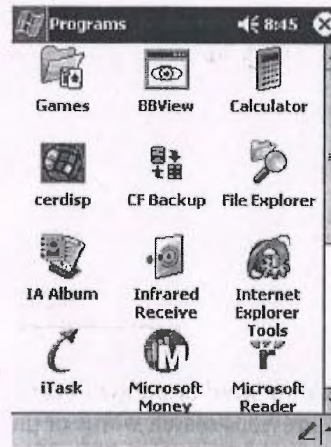 Programs 8:45
Games BBView Calculator
cerdisp CF Backup File Explorer
IA Album Infrared Receive Internet Explorer Tools
iTask Microsoft Money Microsoft Reader